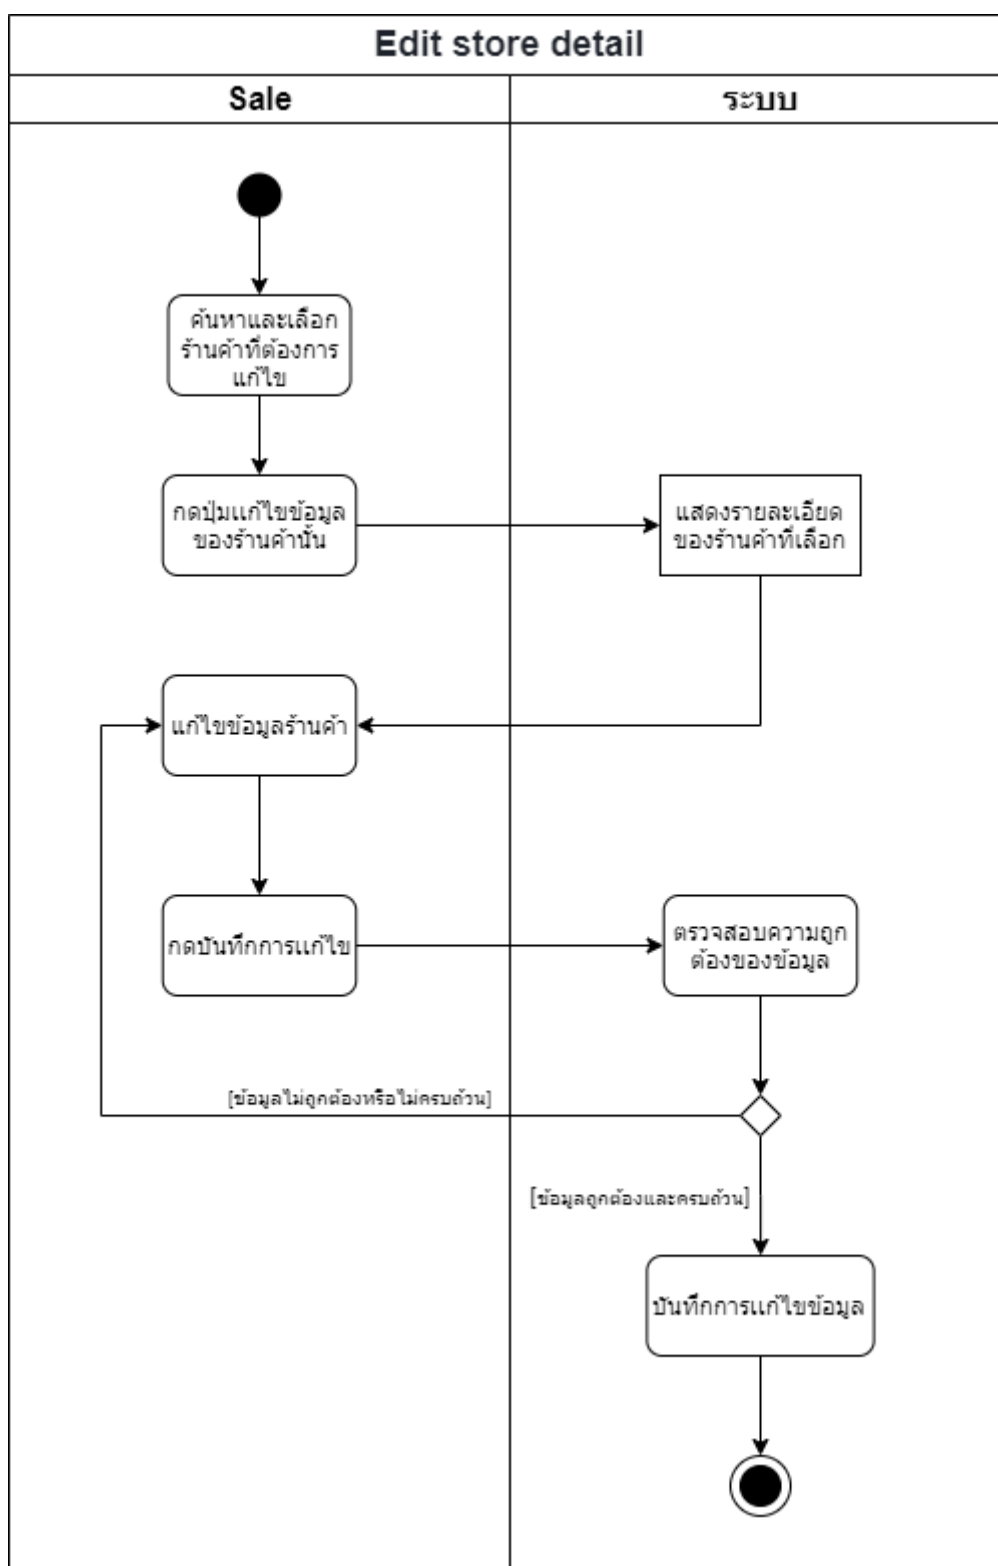 Edit store detail
Sale
ระบบ
ค้นหาและเลือก
ร้านค้าที่ต้องการ
แก้ไข
กดปุ่มแก้ไขข้อมูล
ของร้านค้านั้น
แสดงรายละเอียด
ของร้านค้าที่เลือก
แก้ไขข้อมูลร้านค้า
กดบันทึกการแก้ไข
ตรวจสอบความถูก
ต้องของข้อมูล
[ข้อมูลไม่ถูกต้องหรือไม่ครบถ้วน]
[ข้อมูลถูกต้องและครบถ้วน]
บันทึกการแก้ไขข้อมูล